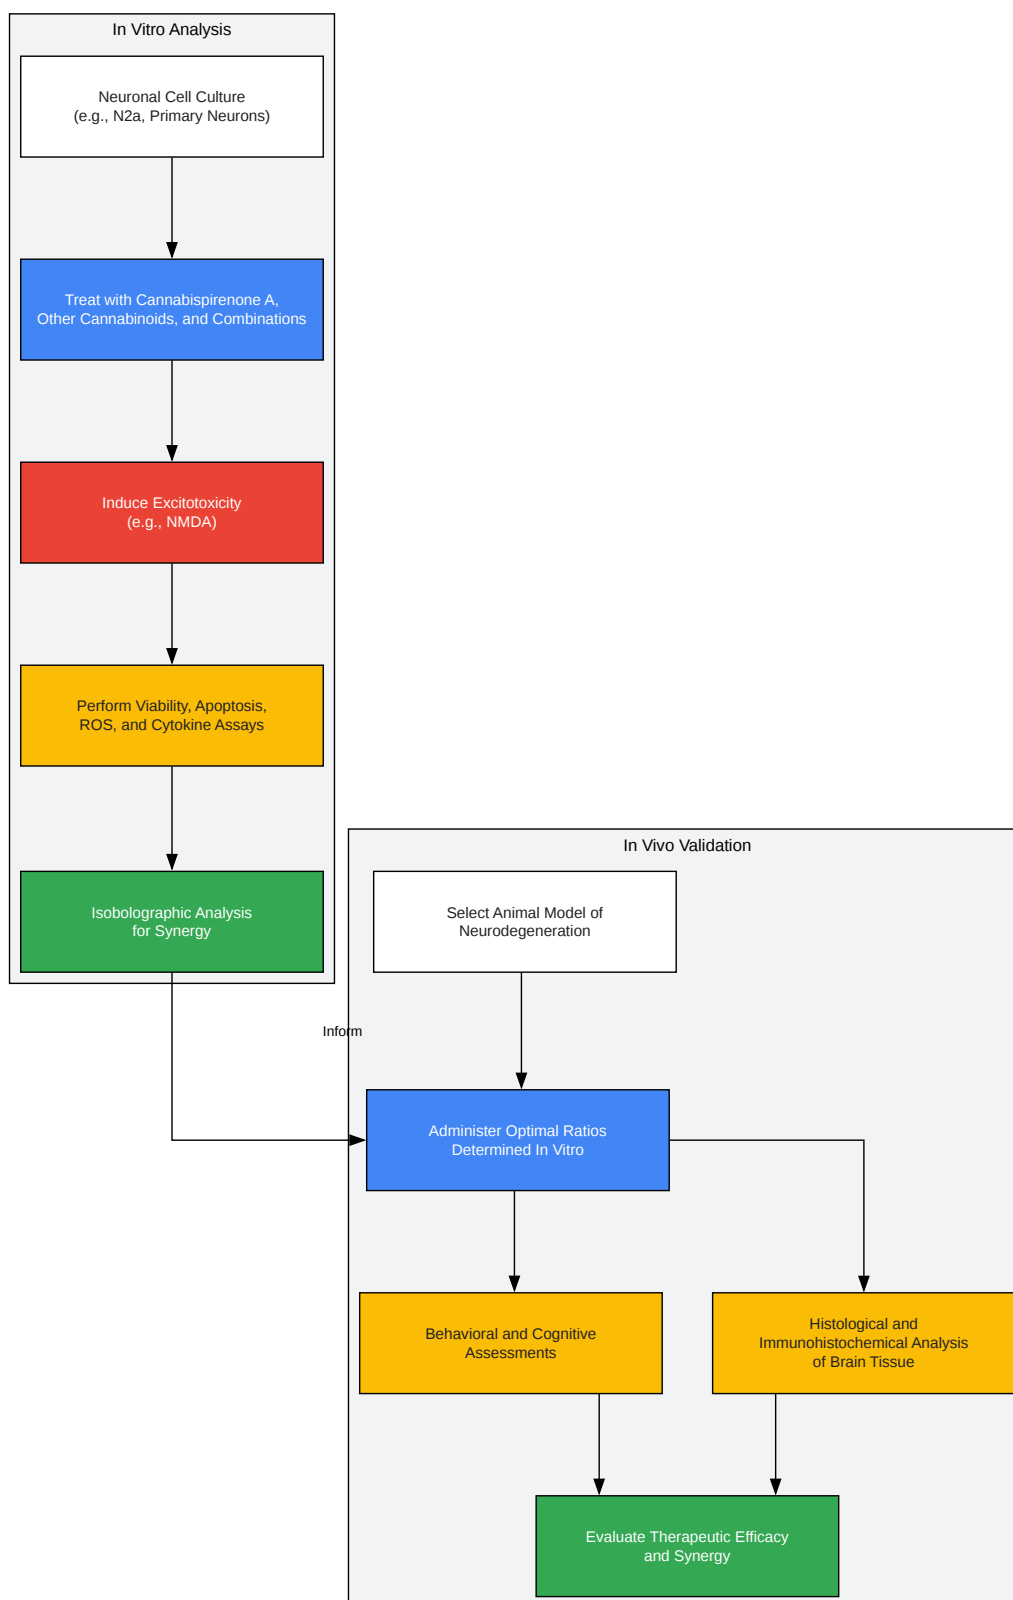 In Vitro Analysis
Neuronal Cell Culture
(e.g., N2a, Primary Neurons)
Treat with Cannabispirenone A,
Other Cannabinoids, and Combinations
Induce Excitotoxicity
(e.g., NMDA)
Perform Viability, Apoptosis,
ROS, and Cytokine Assays
Isobolographic Analysis
for Synergy
Inform
In Vivo Validation
Select Animal Model of
Neurodegeneration
Administer Optimal Ratios
Determined In Vitro
Behavioral and Cognitive
Assessments
Histological and
Immunohistochemical Analysis
of Brain Tissue
Evaluate Therapeutic Efficacy
and Synergy